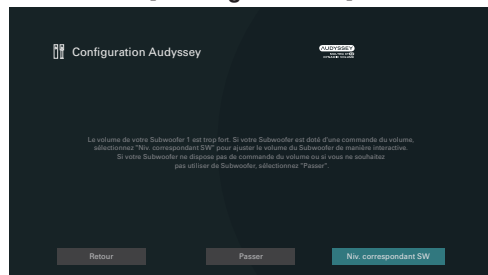 Configuration Audyssey
AUDYSSEY
DYNAMIC VOLUME
Le volume de votre Subwoofer 1 est trop fort. Si votre Subwoofer est doté d'une commande du volume,
sélectionnez "Niv. correspondant SW" pour ajuster le volume du Subwoofer de manière interactive.
Si votre Subwoofer ne dispose pas de commande du volume ou si vous ne souhaitez
pas utiliser de Subwoofer, sélectionnez "Passer".
Retour
Passer
Niv. correspondant SW